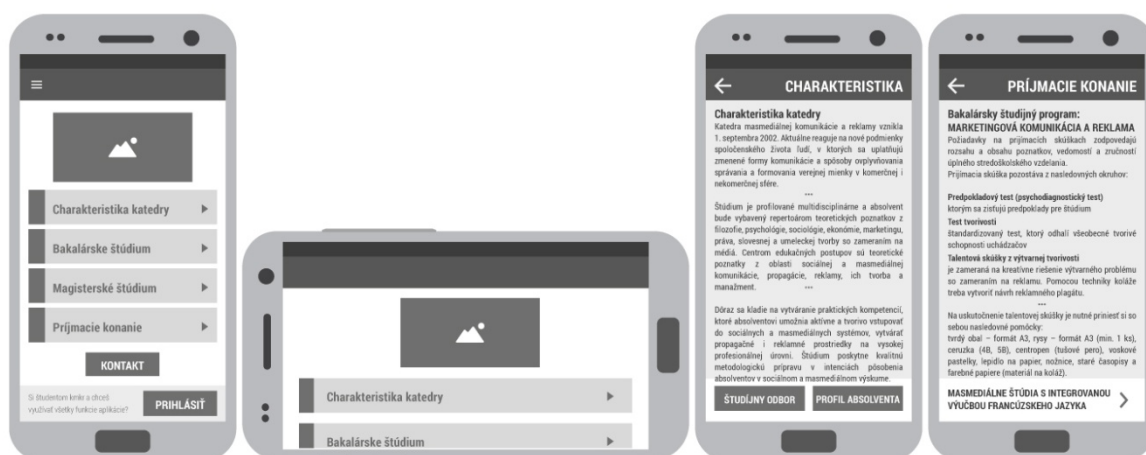 Charakteristika katedry
Bakalárske štúdium
Magisterské štúdium
Príjmacie konanie
KONTAKT
Si študentom kmkr a chceš
využívať všetky funkcie aplikácie?
PRIHLÁSIŤ
Charakteristika katedry
Bakalárske štúdium
CHARAKTERISTIKA
Charakteristika katedry
Katedra masmediálnej komunikácie a reklamy vznikla
1. septembra 2002. Aktuálne reaguje na nové podmienky
spoločenského života ľudí, v ktorých sa uplatňujú
zmenené formy komunikácie a spôsoby ovplyvňovania
správania a formovania verejnej mienky v komerčnej i
nekomerčnej sfére.
---
Štúdium je profilované multidisciplinárne a absolvent
bude vybavený repertoárom teoretických poznatkov z
filozofie, psychológie, sociológie, ekonómie, marketingu,
práva, slovesnej a umeleckej tvorby so zameraním na
médiá. Centrom edukačných postupov sú teoretické
poznatky z oblasti sociálnej a masmediálnej
komunikácie, propagácie, reklamy, ich tvorba a
manažment.
---
Dôraz sa kladie na vytváranie praktických kompetencií,
ktoré absolventovi umožnia aktívne a tvorivo vstupovať
do sociálnych a masmediálnych systémov, vytvárať
propagačné i reklamné prostriedky na vysokej
profesionálnej úrovni. Štúdium poskytne kvalitnú
metodologickú prípravu v intenciách pôsobenia
absolventov v sociálnom a masmediálnom výskume.
ŠTUDÍJNY ODBOR
PROFIL ABSOLVENTA
PRÍJMACIE KONANIE
Bakalársky študijný program:
MARKETINGOVÁ KOMUNIKÁCIA A REKLAMA
Požiadavky na prijímacích skúškach zodpovedajú
rozsahu a obsahu poznatkov, vedomostí a zručností
úplného stredoškolského vzdelania.
Prijímacia skúška pozostáva z nasledovných okruhov:
Predpokladový test (psychodiagnostický test)
ktorým sa zisťujú predpoklady pre štúdium
Test tvorivosti
štandardizovaný test, ktorý odhalí všeobecné tvorivé
schopnosti uchádzačov
Talentová skúšky z výtvarnej tvorivosti
je zameraná na kreatívne riešenie výtvarného problému
so zameraním na reklamu. Pomocou techniky koláže
treba vytvoriť návrh reklamného plagátu.
---
Na uskutočnenie talentovej skúšky je nutné priniesť si so
sebou nasledovné pomôcky:
tvrdý obal – formát A3, rysy – formát A3 (min. 1 ks),
ceruzka (4B, 5B), centropen (tušové pero), voskové
pastelky, lepidlo na papier, nožnice, staré časopisy a
farebné papiere (materiál na koláž).
MASMEDIÁLNE ŠTÚDIA S INTEGROVANOU
VÝUČBOU FRANCÚZSKEHO JAZYKA